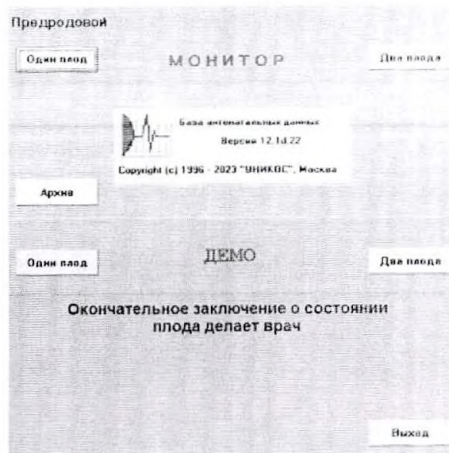 Предродовой
Один плод
МОНИТОР
Два плода
База антенатальных данных
Версия 12.1d.22
Copyright (c) 1996 - 2023 "УНИКОС", Москва
Архив
Один плод
ДЕМО
Два плода
Окончательное заключение о состоянии
плода делает врач
Выход